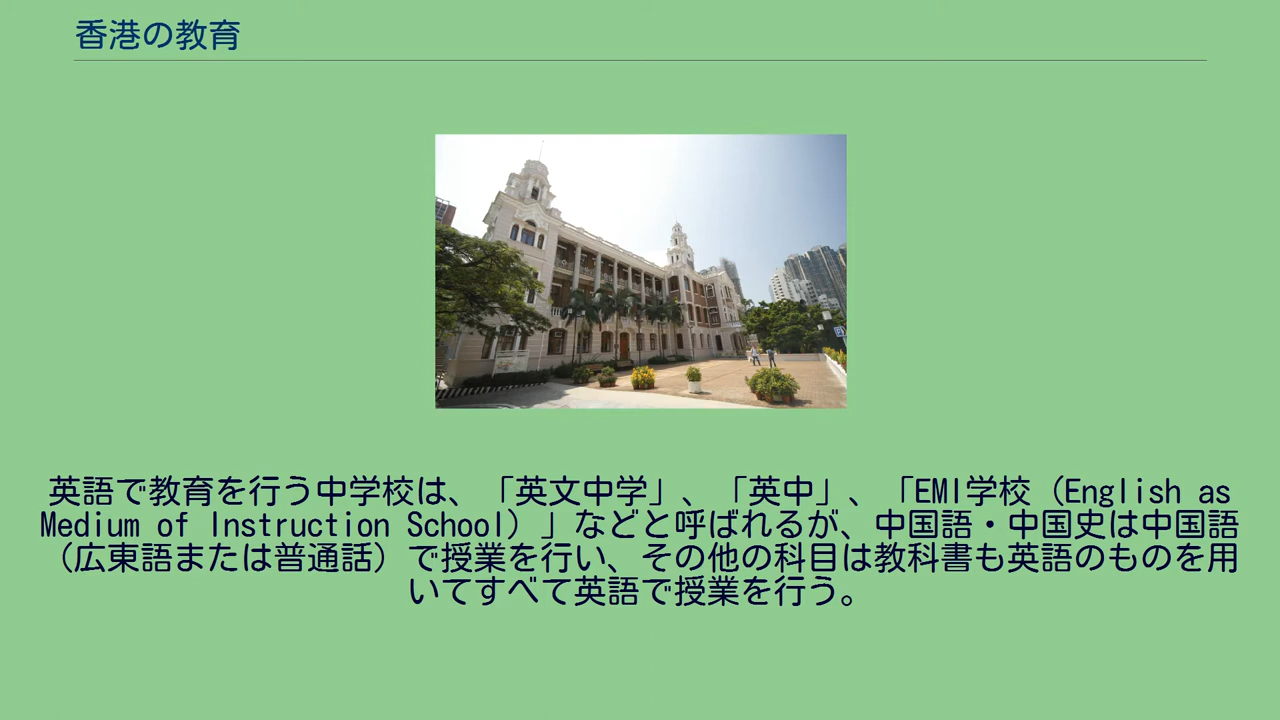 香港の教育
英語で教育を行う中学校は、「英文中学」、「英中」、「EMI学校（English as
Medium of Instruction School）」などと呼ばれるが、中国語・中国史は中国語
（広東語または普通話）で授業を行い、その他の科目は教科書も英語のものを用
いてすべて英語で授業を行う。